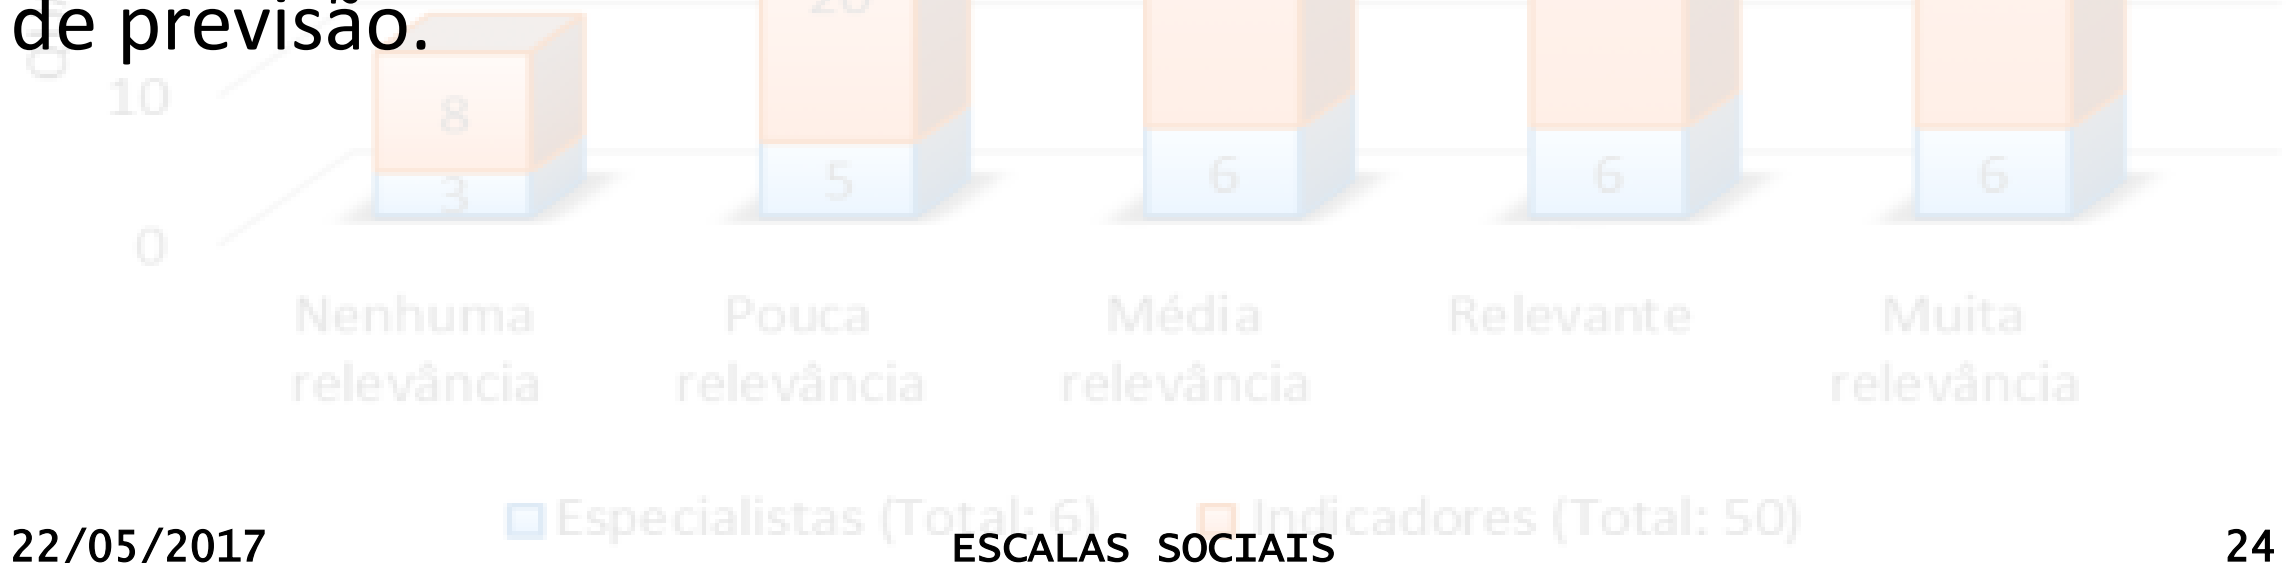 de previsão.
20
10
8
3
5
6
6
6
0
Nenhuma relevância
Pouca relevância
Média relevância
Relevante
Muita relevância
Especialistas (Total: 6)
Indicadores (Total: 50)
22/05/2017
ESCALAS SOCIAIS
24